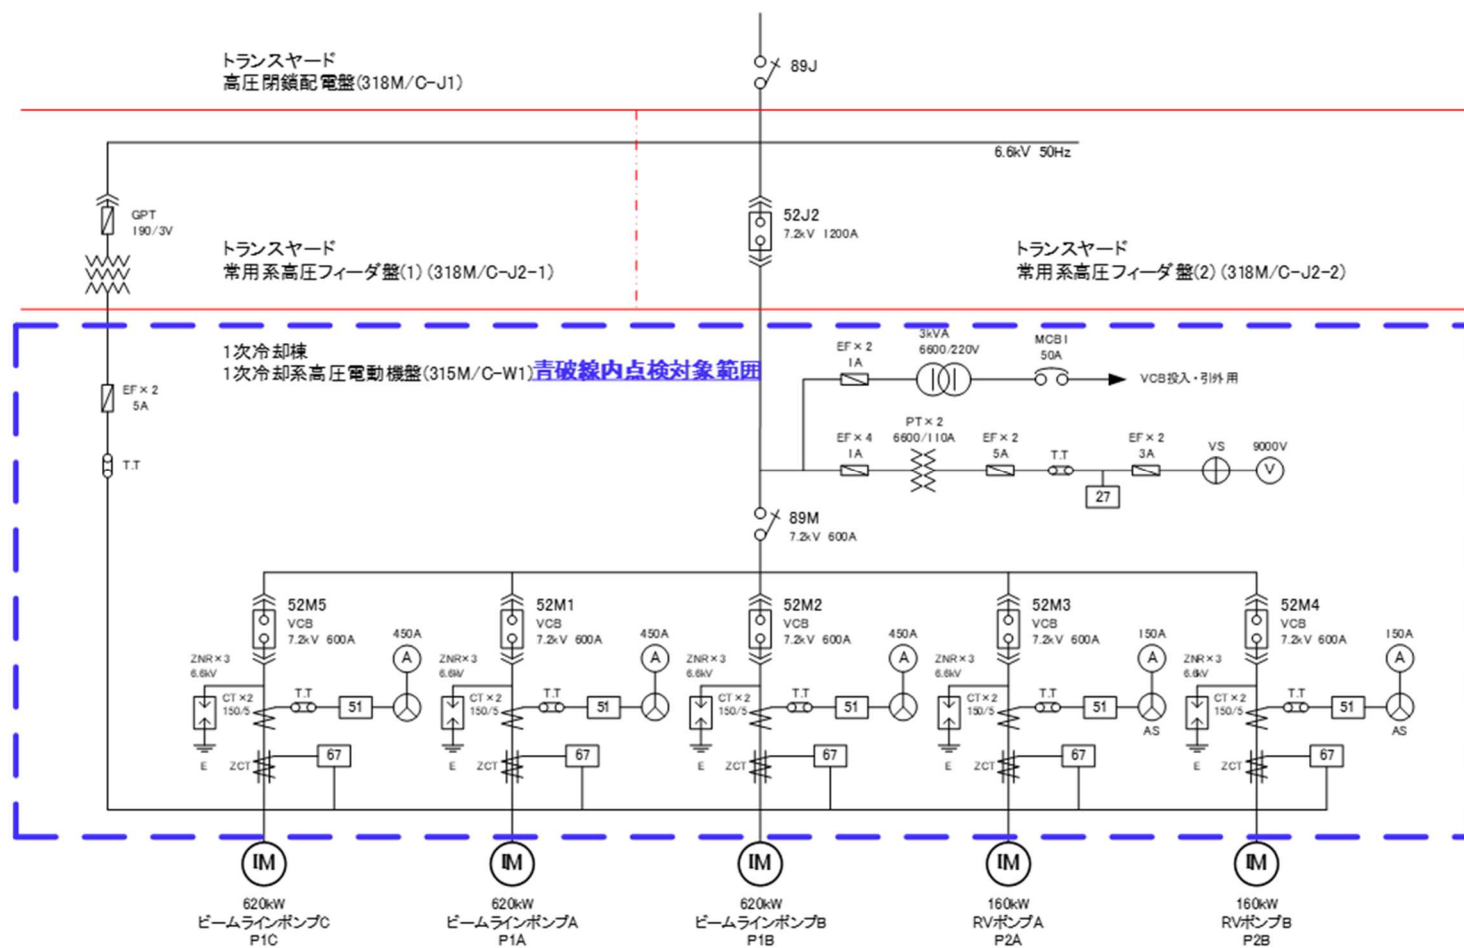 トランスヤード
高圧閉鎖配電盤(318M/C-J1)
89J
6.6kV 50Hz
GPT
190/3V
52J2
7.2kV 1200A
トランスヤード
常用系高圧フィーダ盤(1) (318M/C-J2-1)
トランスヤード
常用系高圧フィーダ盤(2) (318M/C-J2-2)
1次冷却棟
1次冷却系高圧電動機盤(315M/C-W1)
青破線内点検対象範囲
EF×2
1A
3kVA
6600/220V
MCB1
50A
VCB投入・引外用
EF×2
5A
T.T
EF×4
1A
PT×2
6600/110A
EF×2
5A
T.T
27
EF×2
3A
VS
9000V
V
89M
7.2kV 600A
52M5
VCB
7.2kV 600A
450A
A
ZNR×3
6.6kV
CT×2
150/5
T.T
51
E
ZCT
67
52M1
VCB
7.2kV 600A
450A
A
ZNR×3
6.6kV
CT×2
150/5
T.T
51
E
ZCT
67
52M2
VCB
7.2kV 600A
450A
A
ZNR×3
6.6kV
CT×2
150/5
T.T
51
E
ZCT
67
52M3
VCB
7.2kV 600A
150A
A
ZNR×3
6.6kV
CT×2
150/5
T.T
51
AS
E
ZCT
67
52M4
VCB
7.2kV 600A
150A
A
ZNR×3
6.6kV
CT×2
150/5
T.T
51
AS
E
ZCT
67
IM
620kW
ビームラインポンプC
P1C
IM
620kW
ビームラインポンプA
P1A
IM
620kW
ビームラインポンプB
P1B
IM
160kW
RVポンプA
P2A
IM
160kW
RVポンプB
P2B